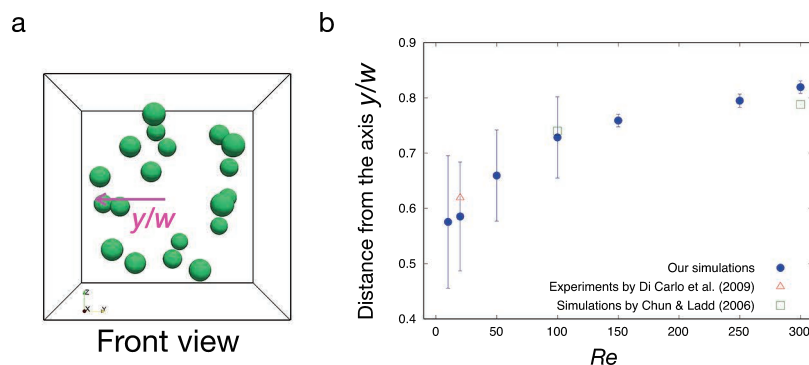 a
y/w
Z
X
Y
Front view
b
Distance from the axis y/w
0.9
0.8
0.7
0.6
0.5
0.4
Our simulations
Experiments by Di Carlo et al. (2009)
Simulations by Chun & Ladd (2006)
0 50 100 150 200 250 300
Re